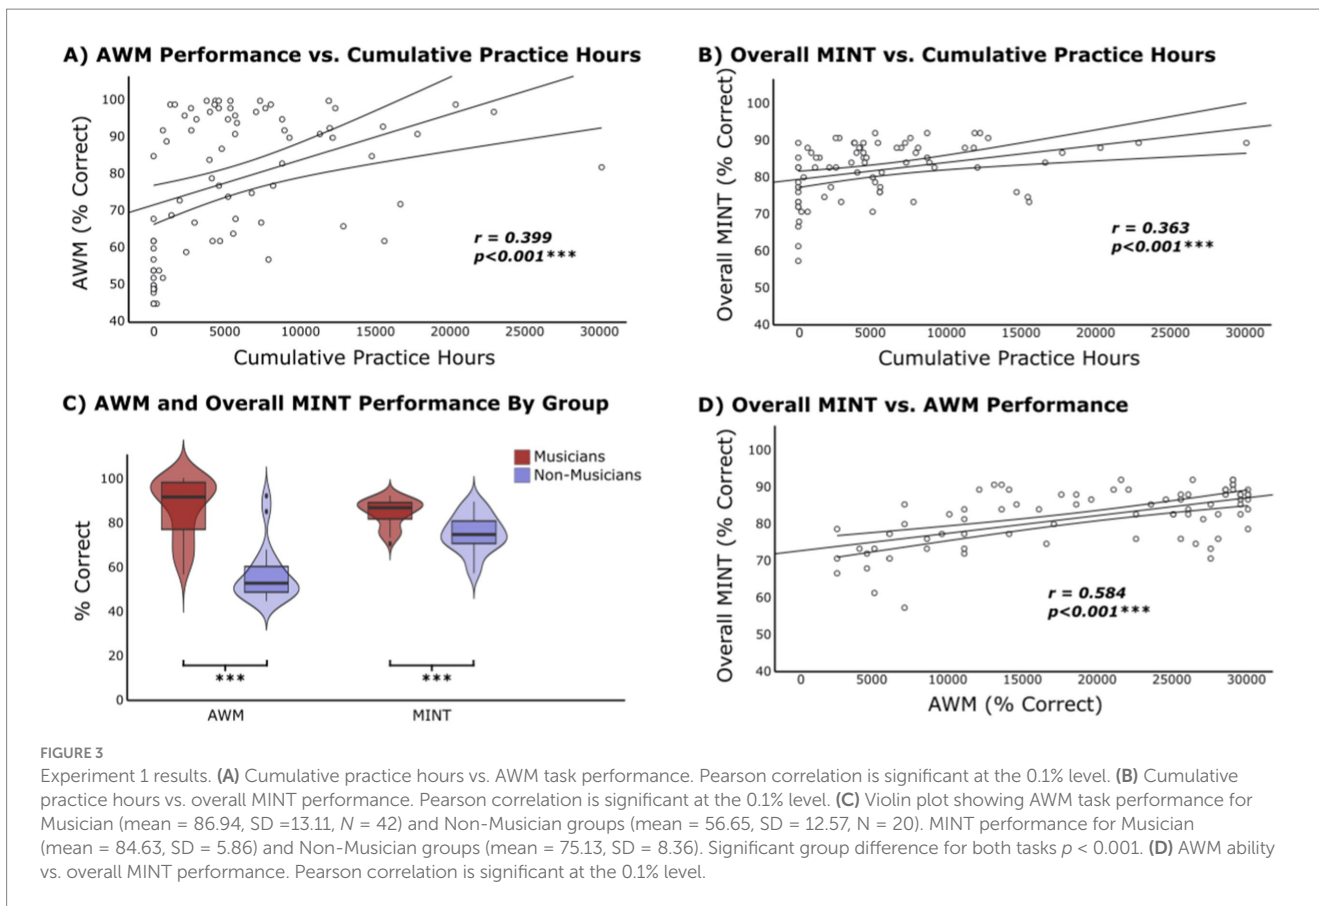 A) AWM Performance vs. Cumulative Practice Hours
AWM (% Correct)
100
90
80
70
60
50
40
r = 0.399
p<0.001***
0 5000 10000 15000 20000 25000 30000
Cumulative Practice Hours
B) Overall MINT vs. Cumulative Practice Hours
Overall MINT (% Correct)
100
90
80
70
60
50
40
r = 0.363
p<0.001***
0 5000 10000 15000 20000 25000 30000
Cumulative Practice Hours
C) AWM and Overall MINT Performance By Group
% Correct
100
80
60
40
20
0
Musicians
Non-Musicians
*** ***
AWM MINT
D) Overall MINT vs. AWM Performance
Overall MINT (% Correct)
100
90
80
70
60
50
40
r = 0.584
p<0.001***
0 5000 10000 15000 20000 25000 30000
AWM (% Correct)
FIGURE 3
Experiment 1 results. (A) Cumulative practice hours vs. AWM task performance. Pearson correlation is significant at the 0.1% level. (B) Cumulative
practice hours vs. overall MINT performance. Pearson correlation is significant at the 0.1% level. (C) Violin plot showing AWM task performance for
Musician (mean = 86.94, SD =13.11, N = 42) and Non-Musician groups (mean = 56.65, SD = 12.57, N = 20). MINT performance for Musician
(mean = 84.63, SD = 5.86) and Non-Musician groups (mean = 75.13, SD = 8.36). Significant group difference for both tasks p < 0.001. (D) AWM ability
vs. overall MINT performance. Pearson correlation is significant at the 0.1% level.